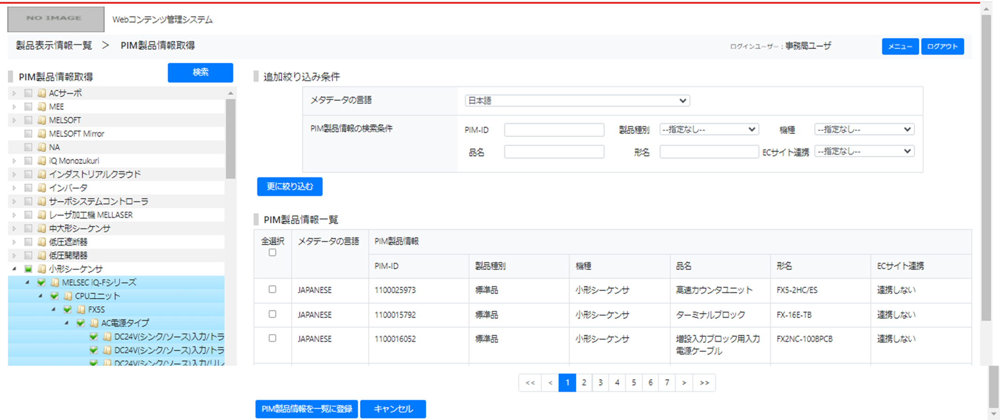 NO IMAGE
Webコンテンツ管理システム
製品表示情報一覧 ＞ PIM製品情報取得
ログインユーザー：事務局ユーザ
メニュー
ログアウト
PIM製品情報取得
検索
ACサーボ
MEE
MELSOFT
MELSOFT Mirror
NA
iQ Monozukuri
インダストリアルクラウド
インバータ
サーボシステムコントローラ
レーザ加工機 MELLASER
中大形シーケンサ
低圧遮断器
低圧開閉器
小形シーケンサ
MELSEC iQ-Fシリーズ
CPUユニット
FX5S
AC電源タイプ
DC24V(シンク/ソース)入力/トラ
DC24V(シンク/ソース)入力/トラ
DC24V(シンク/ソース)入力/リレ
追加絞り込み条件
メタデータの言語 日本語
PIM製品情報の検索条件
PIM-ID 製品種別 --指定なし-- 機種 --指定なし--
品名 形名 ECサイト連携 --指定なし--
更に絞り込む
PIM製品情報一覧
全選択 メタデータの言語 PIM製品情報
PIM-ID 製品種別 機種 品名 形名 ECサイト連携
JAPANESE 1100025973 標準品 小形シーケンサ 高速カウンタユニット FX5-2HC/ES 連携しない
JAPANESE 1100015792 標準品 小形シーケンサ ターミナルブロック FX-16E-TB 連携しない
JAPANESE 1100016052 標準品 小形シーケンサ 増設入力ブロック用入力 FX2NC-100BPCB 連携しない
電源ケーブル
<< < 1 2 3 4 5 6 7 > >>
PIM製品情報を一覧に登録
キャンセル